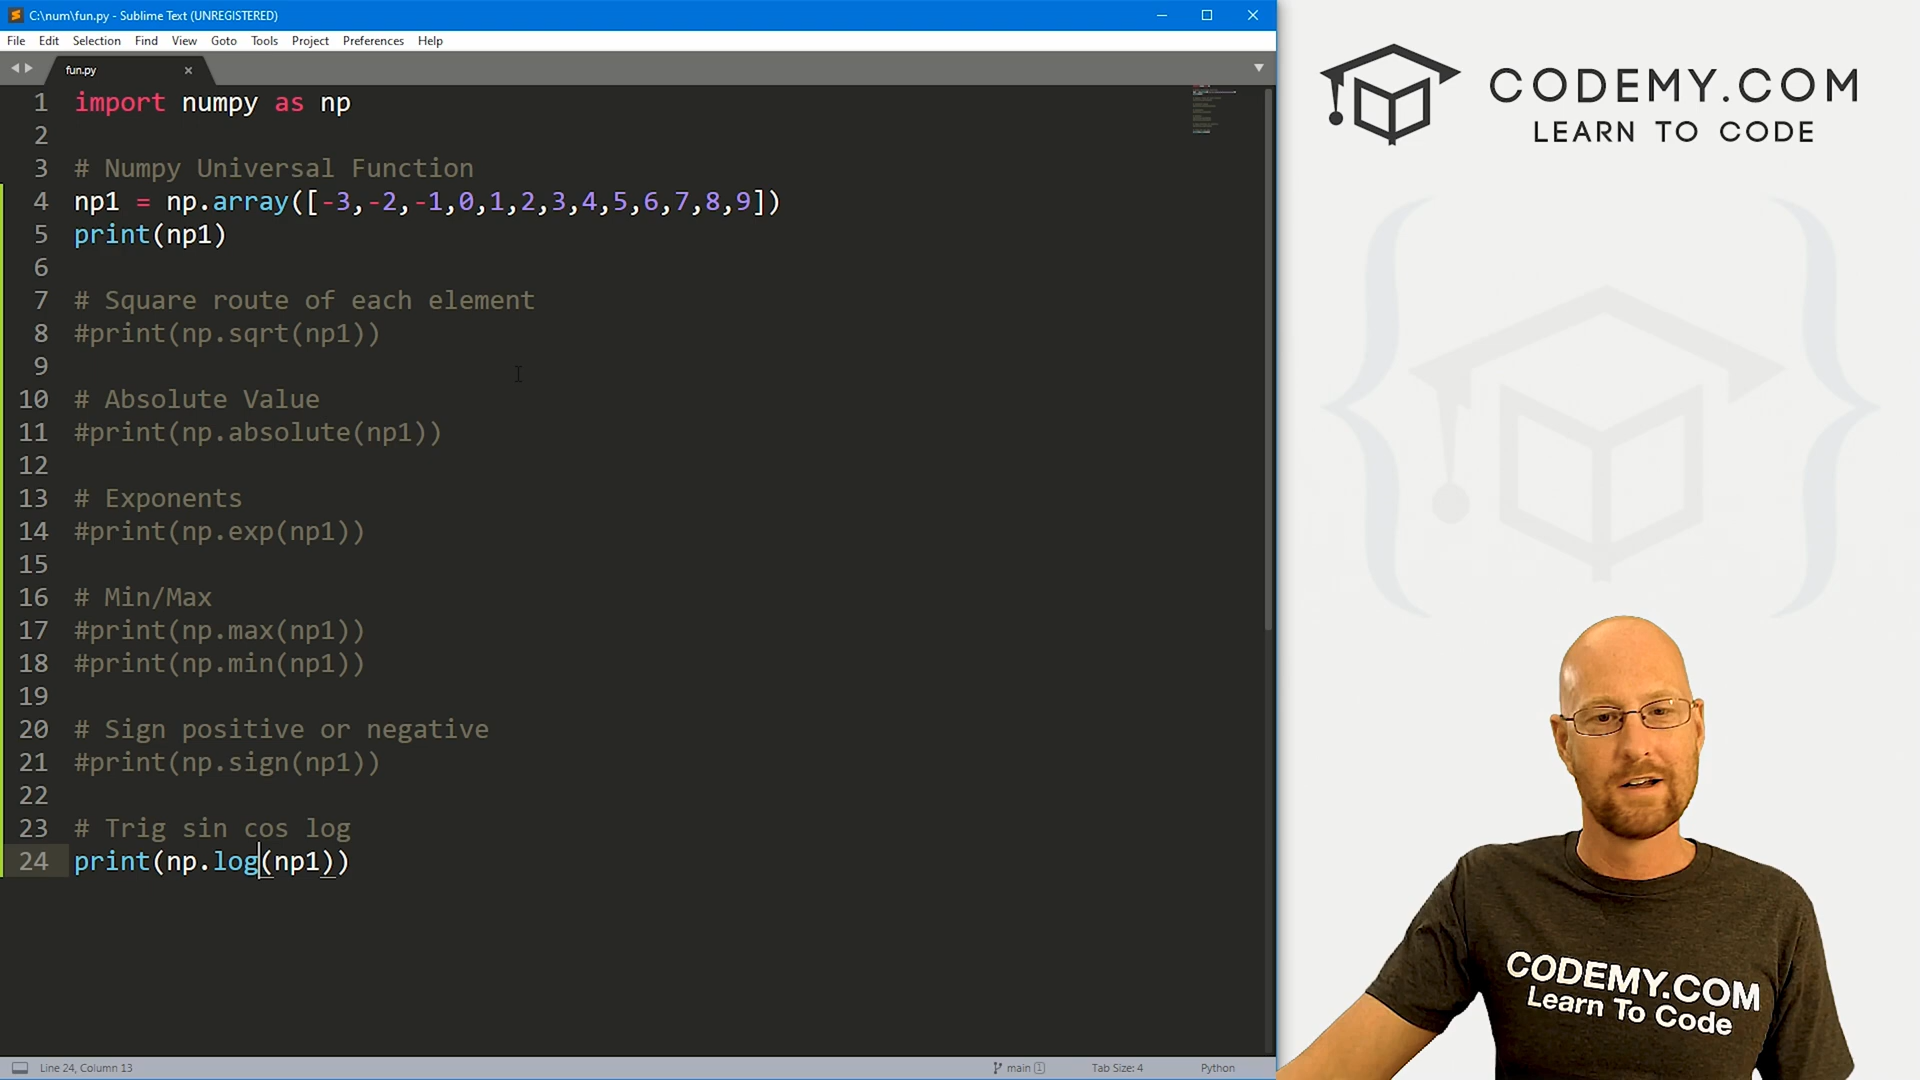 C:\num\fun.py - Sublime Text (UNREGISTERED)
File Edit Selection Find View Goto Tools Project Preferences Help
fun.py
1 import numpy as np
2
3 # Numpy Universal Function
4 np1 = np.array([-3,-2,-1,0,1,2,3,4,5,6,7,8,9])
5 print(np1)
6
7 # Square route of each element
8 #print(np.sqrt(np1))
9
10 # Absolute Value
11 #print(np.absolute(np1))
12
13 # Exponents
14 #print(np.exp(np1))
15
16 # Min/Max
17 #print(np.max(np1))
18 #print(np.min(np1))
19
20 # Sign positive or negative
21 #print(np.sign(np1))
22
23 # Trig sin cos log
24 print(np.log(np1))
Line 24, Column 13
main 1
Tab Size: 4
Python
CODEMY.COM
LEARN TO CODE
CODEMY.COM
Learn To Code